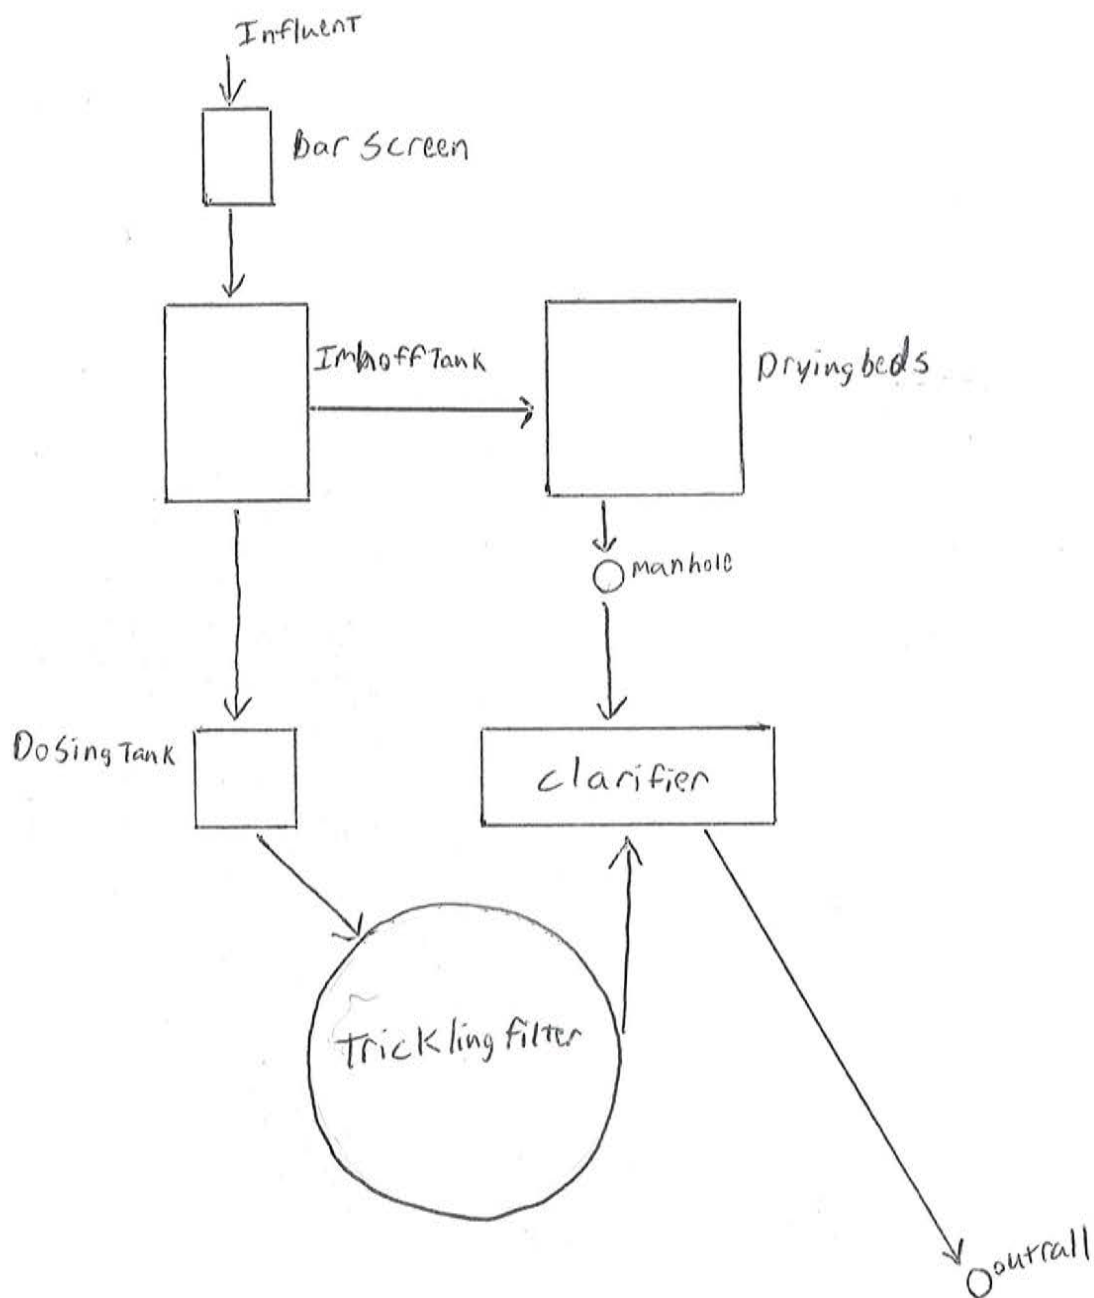 Influent
Bar Screen
Imhoff Tank
Drying beds
manhole
Dosing Tank
clarifier
Trickling filter
outfall